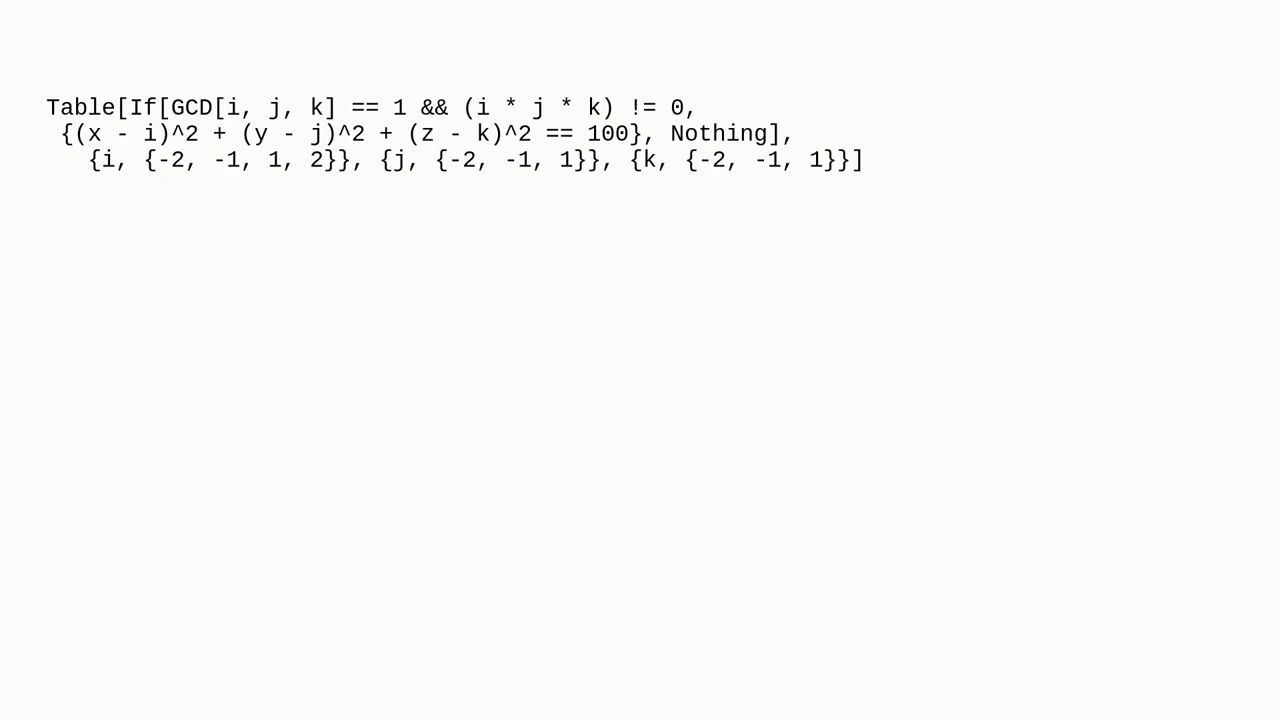 Table[If[GCD[i, j, k] == 1 && (i * j * k) != 0,
{(x - i)^2 + (y - j)^2 + (z - k)^2 == 100}, Nothing],
{i, {-2, -1, 1, 2}}, {j, {-2, -1, 1}}, {k, {-2, -1, 1}}]